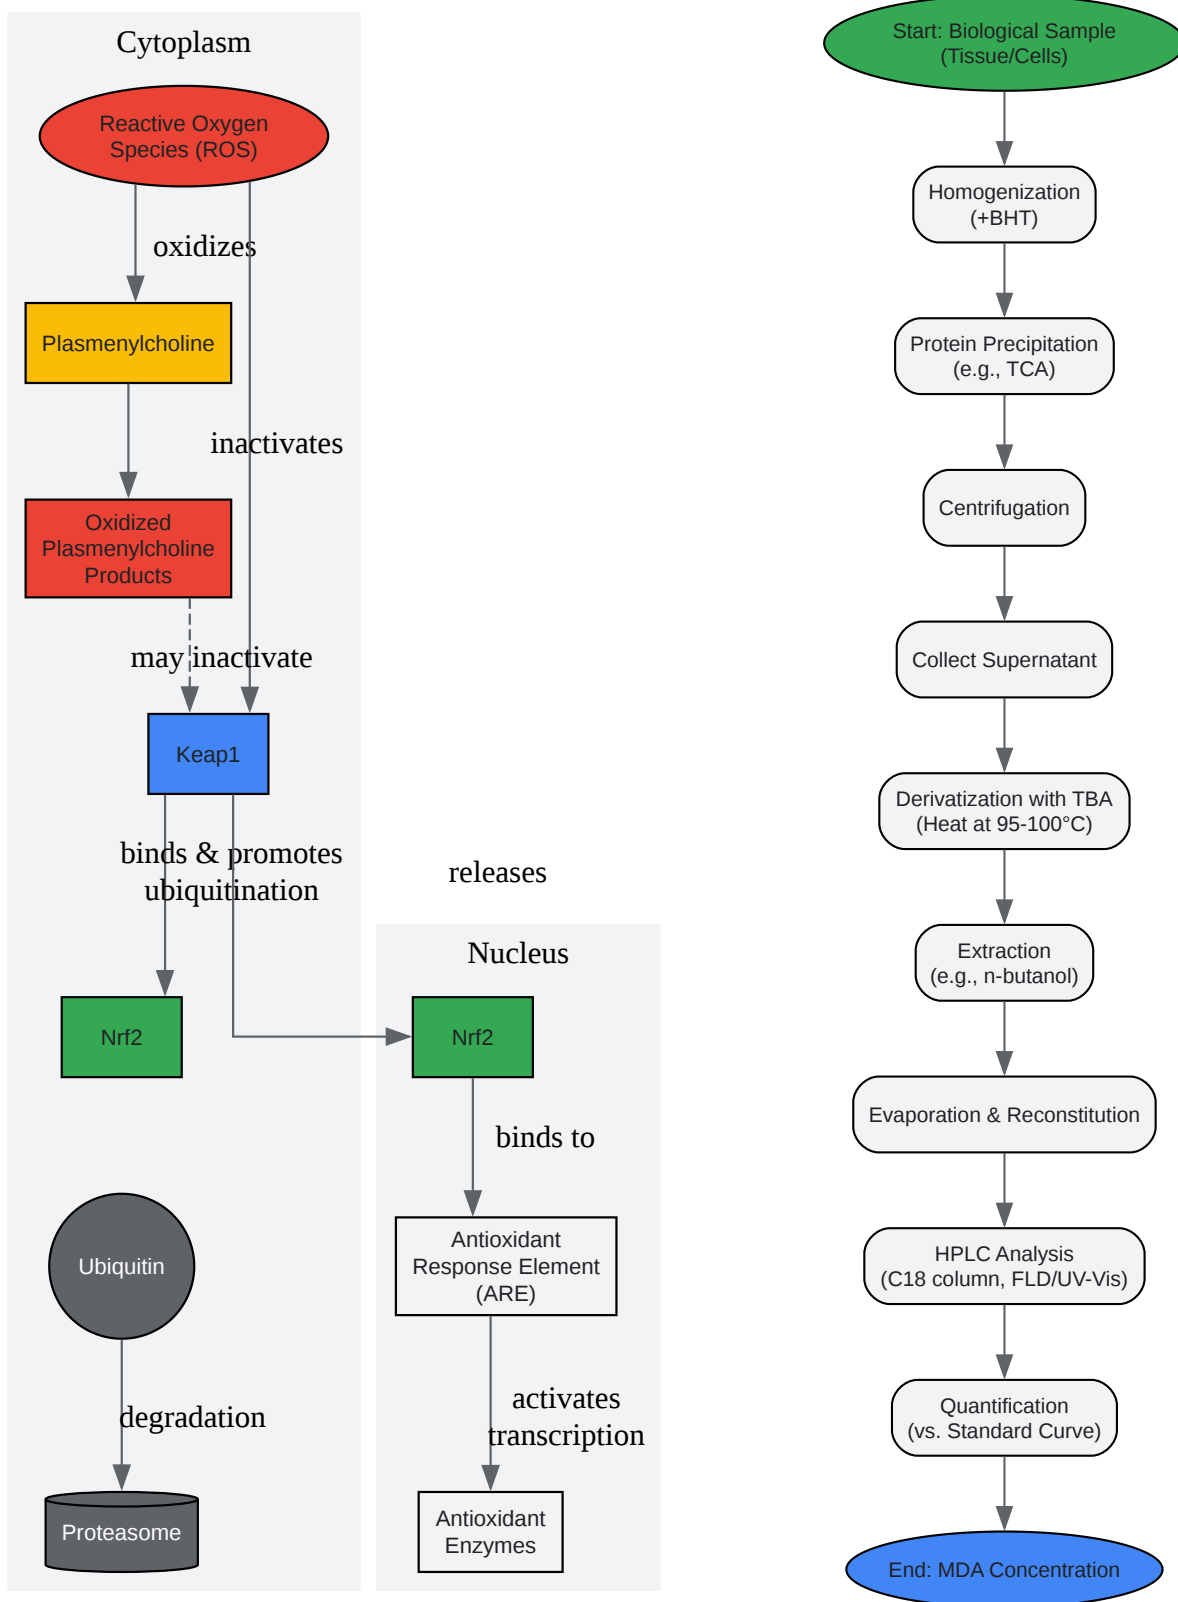 Cytoplasm
Reactive Oxygen
Species (ROS)
oxidizes
Plasmenylcholine
inactivates
Oxidized
Plasmenylcholine
Products
may inactivate
Keap1
binds & promotes
ubiquitination
releases
Nucleus
Nrf2
Nrf2
binds to
Ubiquitin
Antioxidant
Response Element
(ARE)
degradation
activates
transcription
Proteasome
Antioxidant
Enzymes
Start: Biological Sample
(Tissue/Cells)
Homogenization
(+BHT)
Protein Precipitation
(e.g., TCA)
Centrifugation
Collect Supernatant
Derivatization with TBA
(Heat at 95-100°C)
Extraction
(e.g., n-butanol)
Evaporation & Reconstitution
HPLC Analysis
(C18 column, FLD/UV-Vis)
Quantification
(vs. Standard Curve)
End: MDA Concentration